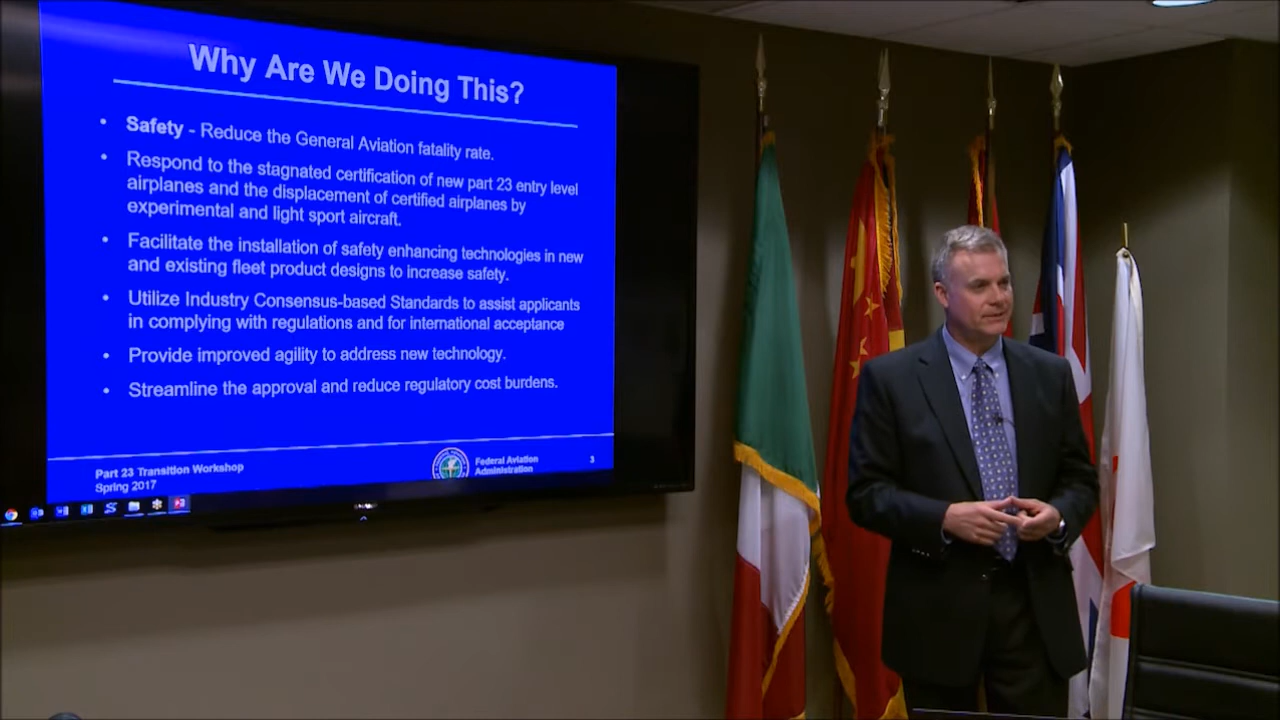 Why Are We Doing This?
• Safety - Reduce the General Aviation fatality rate.
• Respond to the stagnated certification of new part 23 entry level
airplanes and the displacement of certified airplanes by
experimental and light sport aircraft.
• Facilitate the installation of safety enhancing technologies in new
and existing fleet product designs to increase safety.
• Utilize Industry Consensus-based Standards to assist applicants
in complying with regulations and for international acceptance
• Provide improved agility to address new technology.
• Streamline the approval and reduce regulatory cost burdens.
Part 23 Transition Workshop
Spring 2017
Federal Aviation
Administration
3